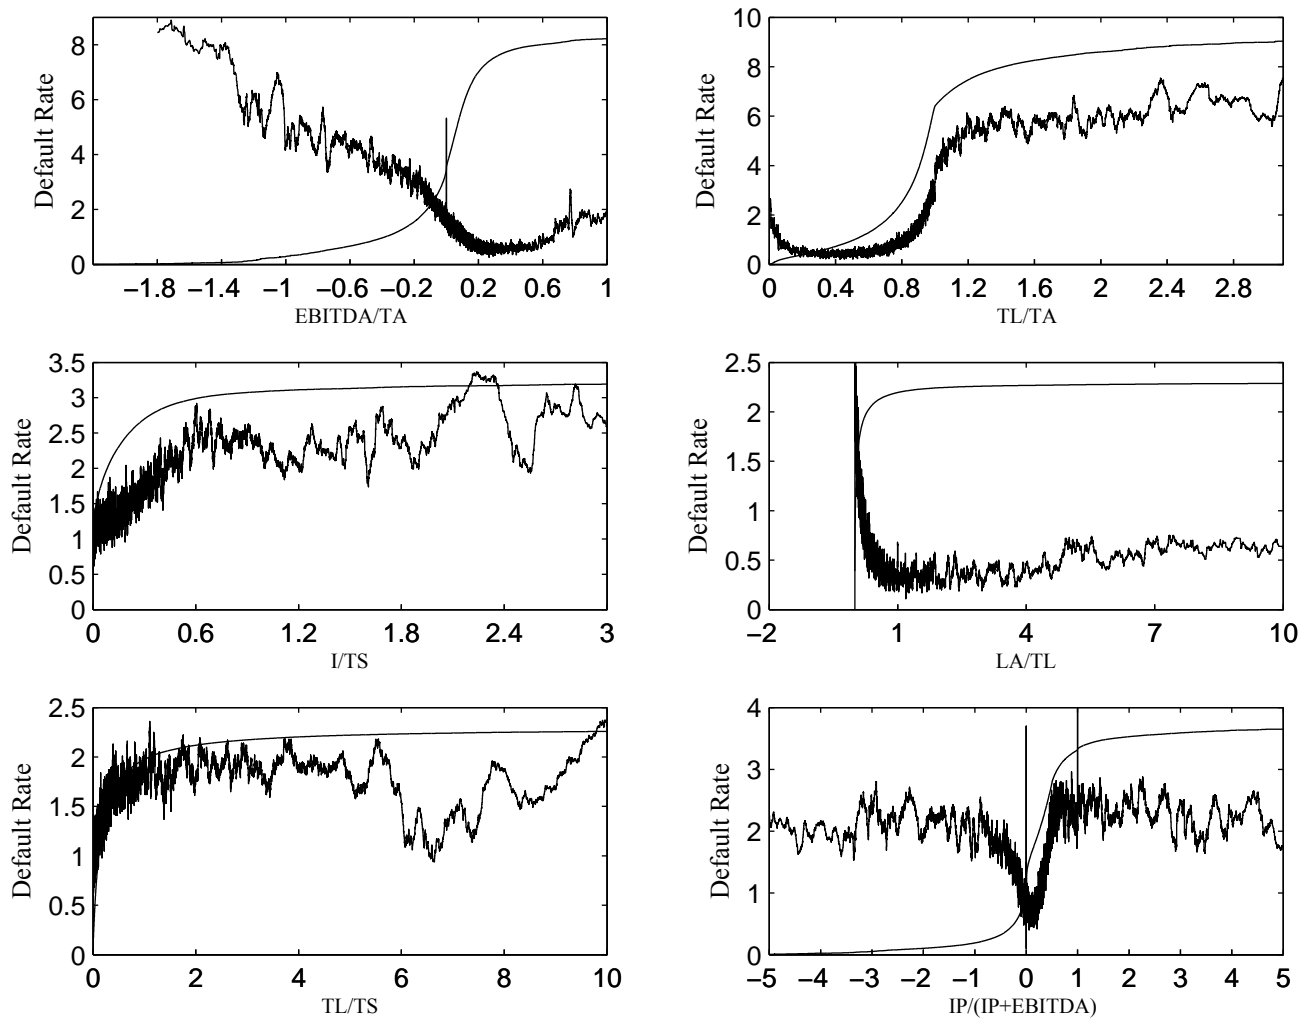 Default Rate
8
6
4
2
0
−1.8 −1.4 −1 −0.6 −0.2 0.2 0.6 1
EBITDA/TA
Default Rate
10
8
6
4
2
0
0 0.4 0.8 1.2 1.6 2 2.4 2.8
TL/TA
Default Rate
3.5
3
2.5
2
1.5
1
0.5
0
0 0.6 1.2 1.8 2.4 3
I/TS
Default Rate
2.5
2
1.5
1
0.5
0
−2 1 4 7 10
LA/TL
Default Rate
2.5
2
1.5
1
0.5
0
0 2 4 6 8 10
TL/TS
Default Rate
4
3
2
1
0
−5 −4 −3 −2 −1 0 1 2 3 4 5
IP/(IP+EBITDA)